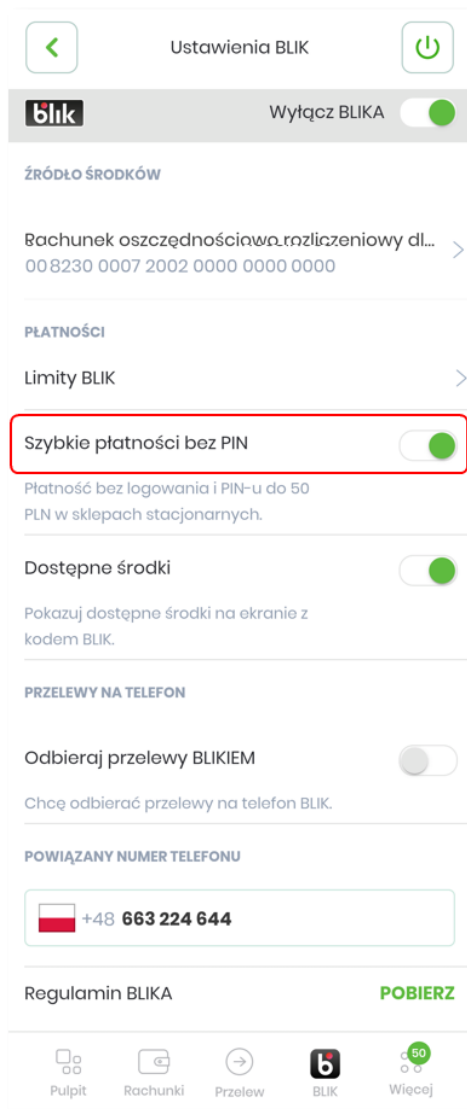 Ustawienia BLIK
blik
Wyłącz BLIKA
ŹRÓDŁO ŚRODKÓW
Rachunek oszczędnościowo rozliczeniowy dl...
00 8230 0007 2002 0000 0000 0000
PŁATNOŚCI
Limity BLIK
Szybkie płatności bez PIN
Płatność bez logowania i PIN-u do 50
PLN w sklepach stacjonarnych.
Dostępne środki
Pokazuj dostępne środki na ekranie z
kodem BLIK.
PRZELEWY NA TELEFON
Odbieraj przelewy BLIKIEM
Chcę odbierać przelewy na telefon BLIK.
POWIĄZANY NUMER TELEFONU
+48 663 224 644
Regulamin BLIKA
POBIERZ
50
Pulpit
Rachunki
Przelew
BLIK
Więcej